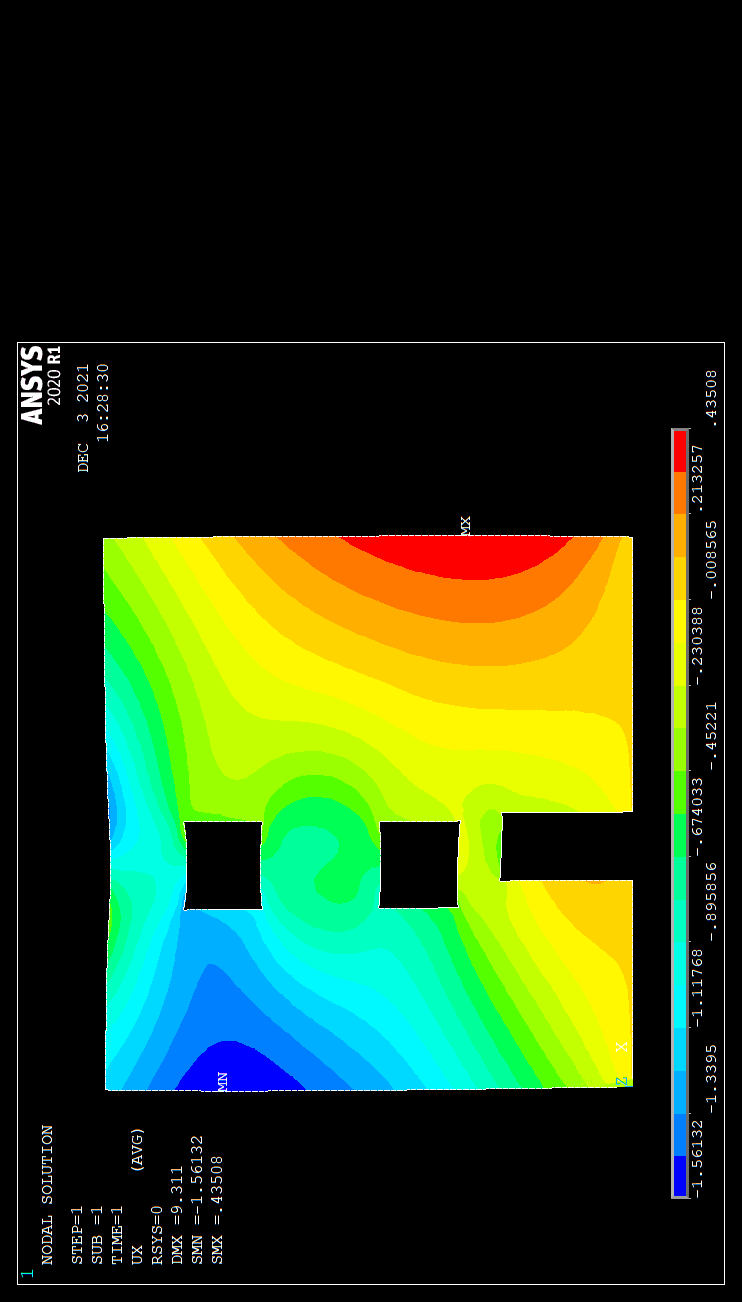 1
NODAL SOLUTION
STEP=1
SUB =1
TIME=1
UX (AVG)
RSYS=0
DMX =9.311
SMN =-1.56132
SMX =.43508
ANSYS
2020 R1
DEC 3 2021
16:28:30
MN
MX
Z X
-1.56132 -1.3395 -1.11768 -.895856 -.674033 -.45221 -.230388 -.008565 .213257 .43508